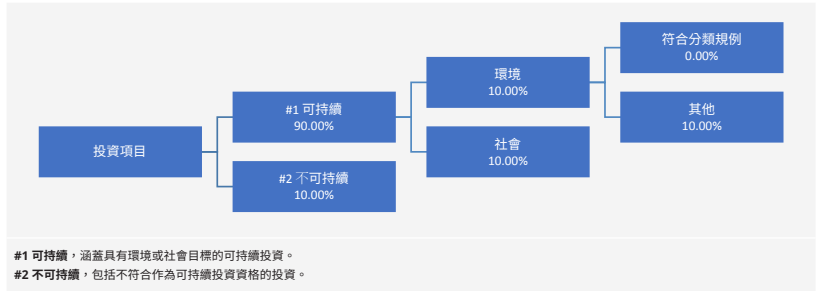 符合分類規例
0.00%
環境
10.00%
#1 可持續
90.00%
其他
10.00%
投資項目
社會
10.00%
#2 不可持續
10.00%
#1 可持續，涵蓋具有環境或社會目標的可持續投資。
#2 不可持續，包括不符合作為可持續投資資格的投資。